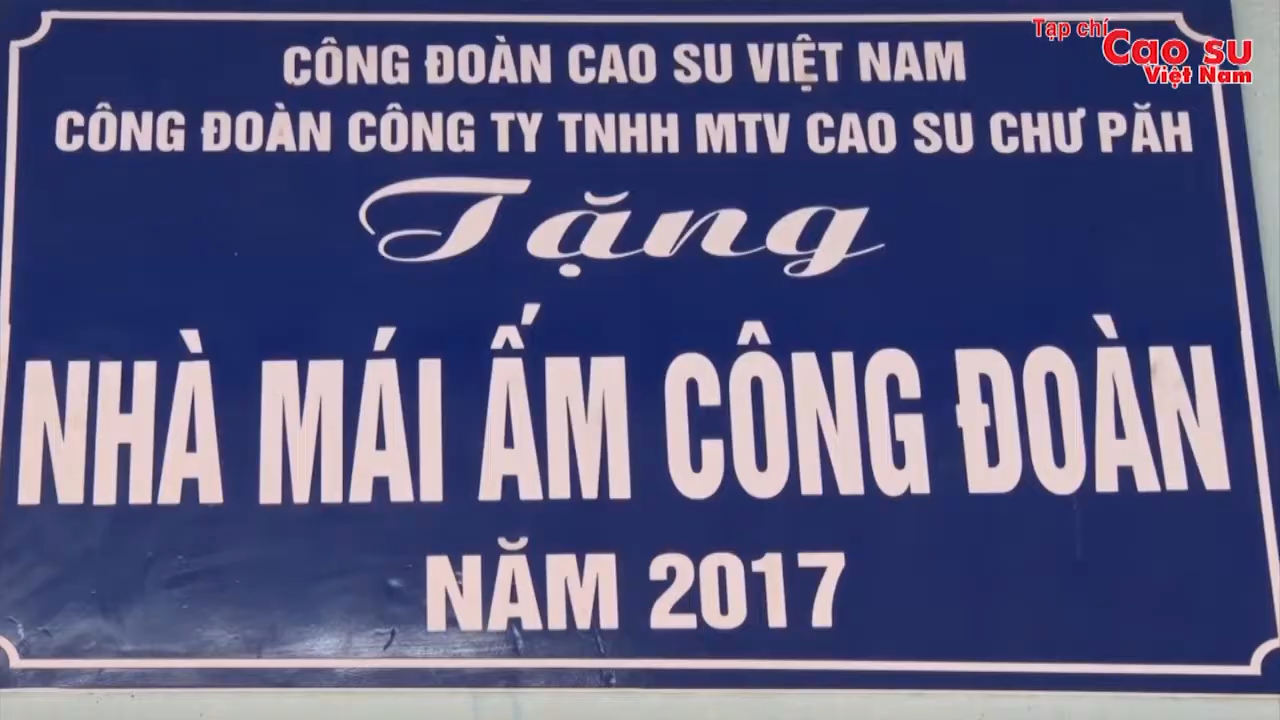 Tạp chí
Cao su
Việt Nam
CÔNG ĐOÀN CAO SU VIỆT NAM
CÔNG ĐOÀN CÔNG TY TNHH MTV CAO SU CHƯ PĂH
Tặng
NHÀ MÁI ẤM CÔNG ĐOÀN
NĂM 2017